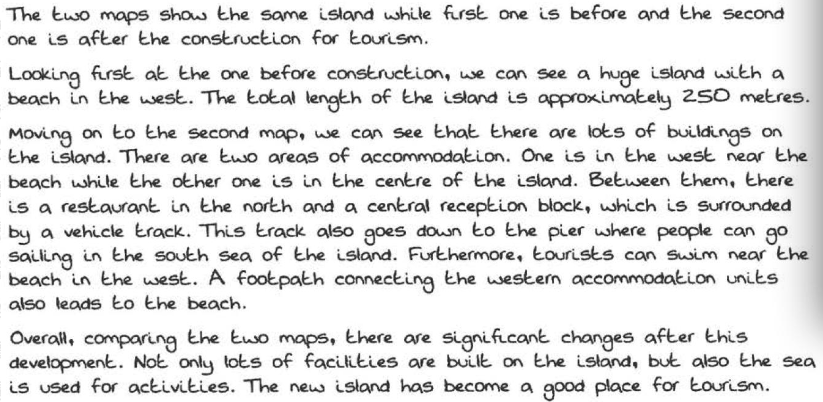 The two maps show the same island while first one is before and the second
one is after the construction for tourism.
Looking first at the one before construction, we can see a huge island with a
beach in the west. The total length of the island is approximately 250 metres.
Moving on to the second map, we can see that there are lots of buildings on
the island. There are two areas of accommodation. One is in the west near the
beach while the other one is in the centre of the island. Between them, there
is a restaurant in the north and a central reception block, which is surrounded
by a vehicle track. This track also goes down to the pier where people can go
sailing in the south sea of the island. Furthermore, tourists can swim near the
beach in the west. A footpath connecting the western accommodation units
also leads to the beach.
Overall, comparing the two maps, there are significant changes after this
development. Not only lots of facilities are built on the island, but also the sea
is used for activities. The new island has become a good place for tourism.